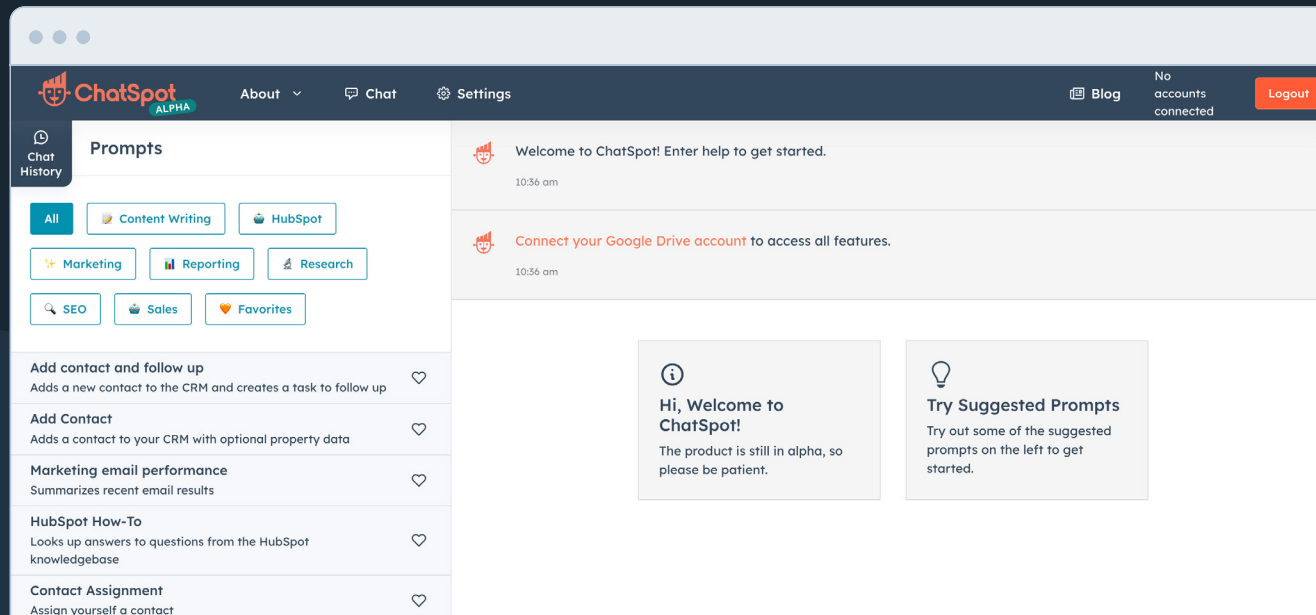 ChatSpot
ALPHA
About
Chat
Settings
Blog
No
accounts
connected
Logout
Chat
History
Prompts
All
Content Writing
HubSpot
Marketing
Reporting
Research
SEO
Sales
Favorites
Add contact and follow up
Adds a new contact to the CRM and creates a task to follow up
Add Contact
Adds a contact to your CRM with optional property data
Marketing email performance
Summarizes recent email results
HubSpot How-To
Looks up answers to questions from the HubSpot
knowledgebase
Contact Assignment
Assign yourself a contact
Welcome to ChatSpot! Enter help to get started.
10:36 am
Connect your Google Drive account to access all features.
10:36 am
Hi, Welcome to
ChatSpot!
The product is still in alpha, so
please be patient.
Try Suggested Prompts
Try out some of the suggested
prompts on the left to get
started.